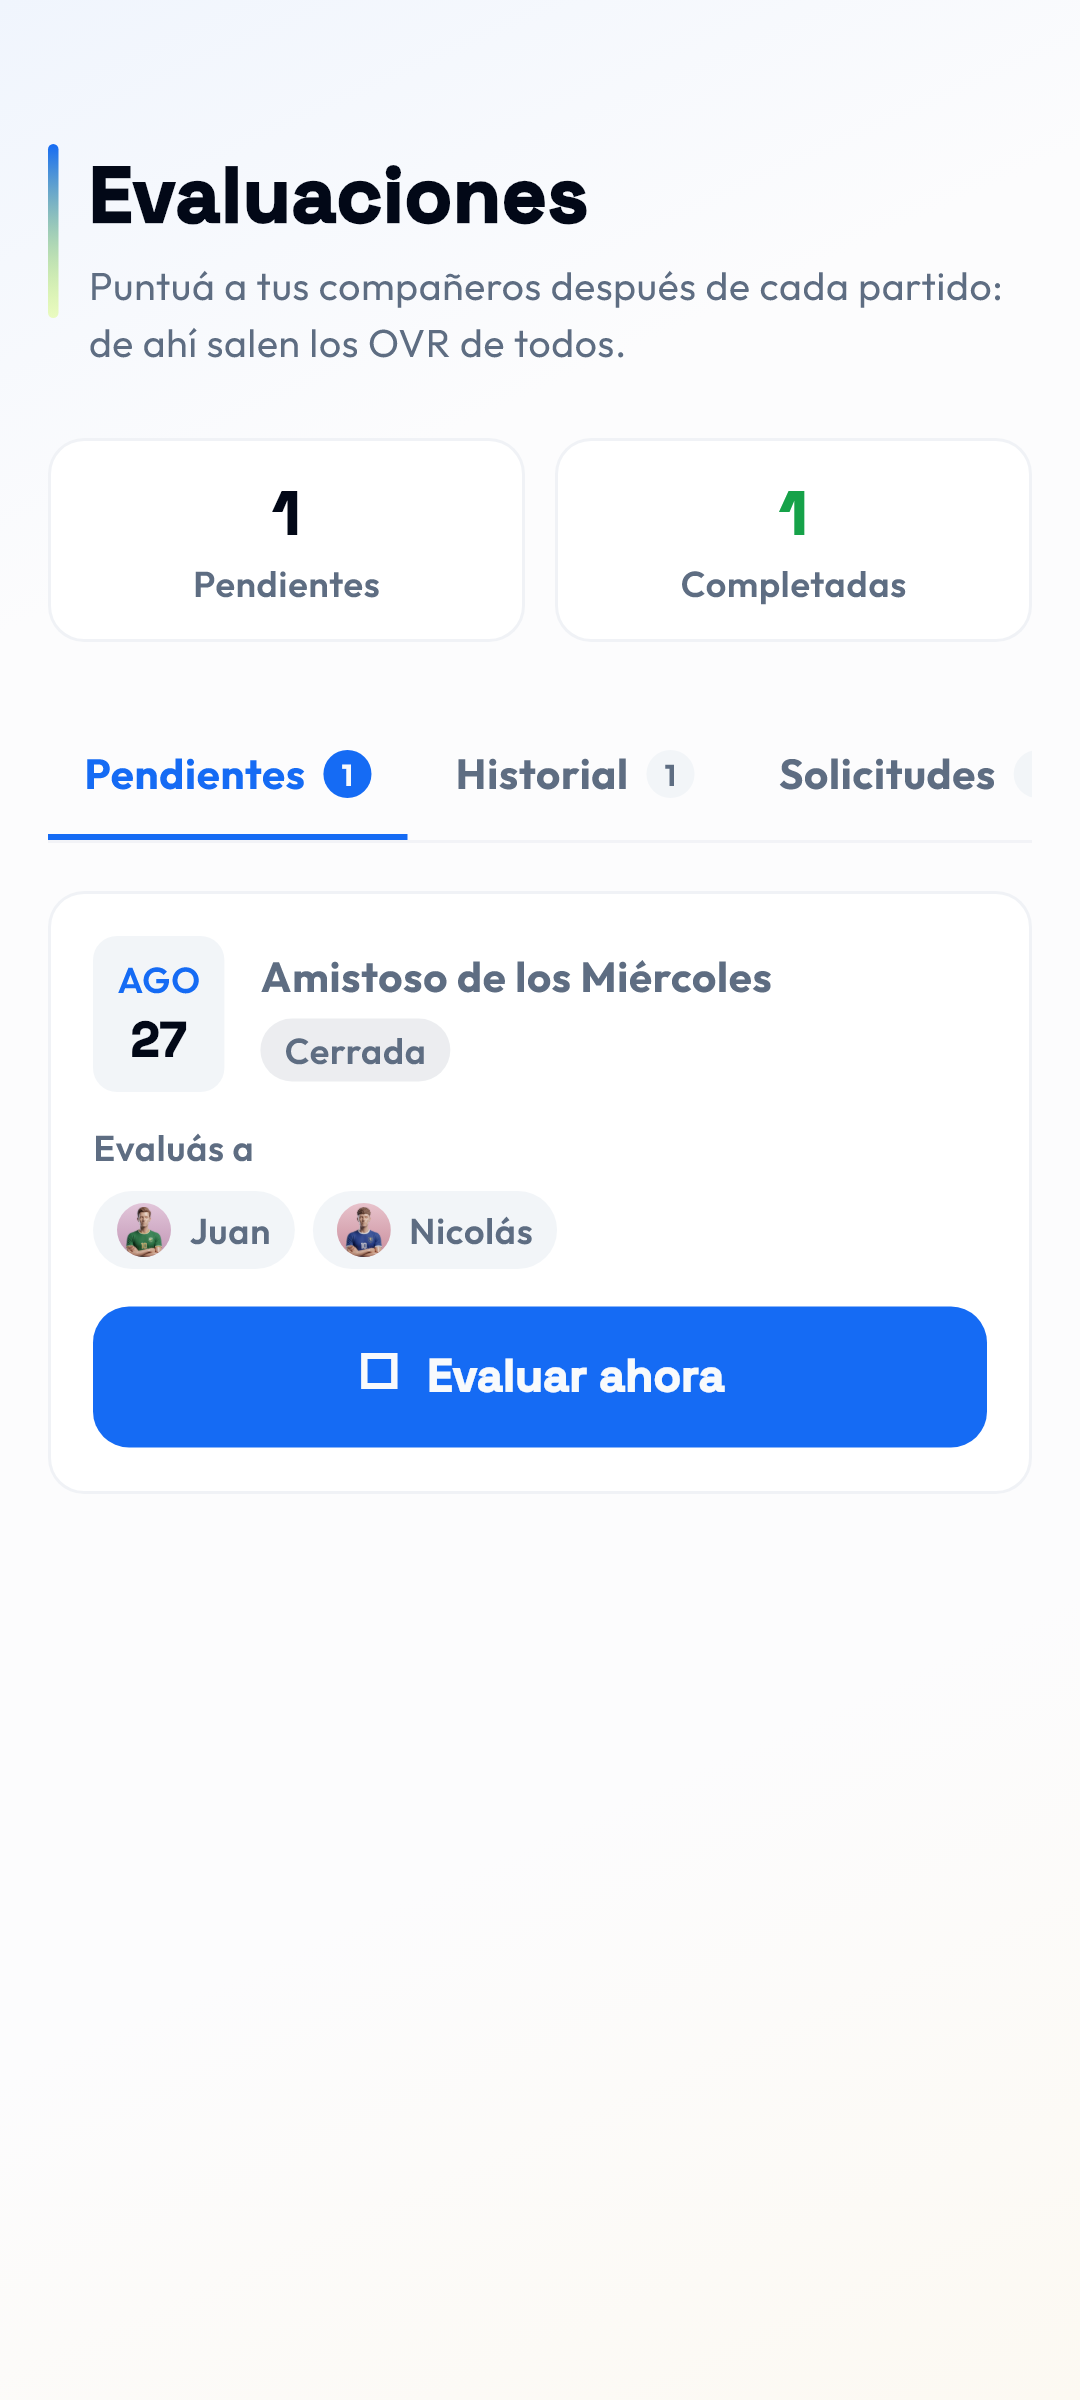 Evaluaciones
Puntuá a tus compañeros después de cada partido:
de ahí salen los OVR de todos.
1
Pendientes
1
Completadas
Pendientes 1
Historial 1
Solicitudes
AGO
27
Amistoso de los Miércoles
Cerrada
Evaluás a
Juan
Nicolás
Evaluar ahora